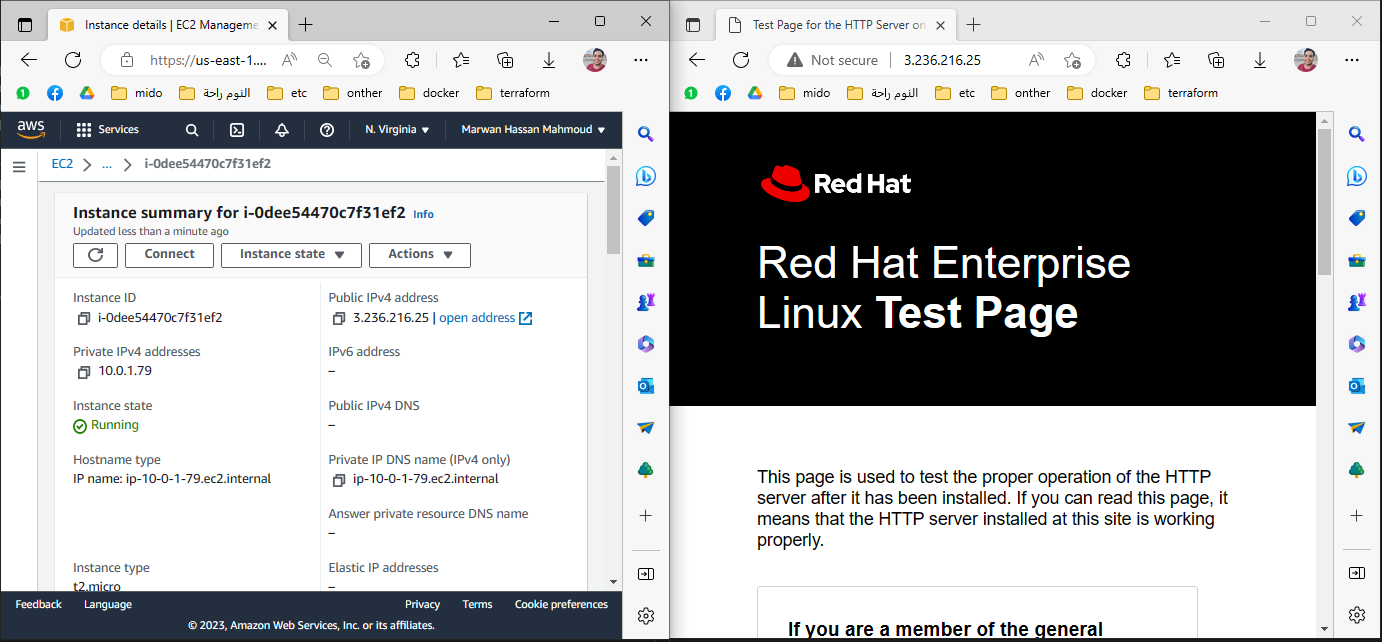 Instance details | EC2 Manageme
https://us-east-1....
mido
النوم راحة
etc
onther
docker
terraform
aws
Services
N. Virginia
Marwan Hassan Mahmoud
EC2
...
i-0dee54470c7f31ef2
Instance summary for i-0dee54470c7f31ef2 Info
Updated less than a minute ago
Connect
Instance state
Actions
Instance ID
i-0dee54470c7f31ef2
Public IPv4 address
3.236.216.25 | open address
Private IPv4 addresses
10.0.1.79
IPv6 address
–
Instance state
Running
Public IPv4 DNS
–
Hostname type
IP name: ip-10-0-1-79.ec2.internal
Private IP DNS name (IPv4 only)
ip-10-0-1-79.ec2.internal
Answer private resource DNS name
–
Instance type
t2.micro
Elastic IP addresses
–
Feedback
Language
Privacy
Terms
Cookie preferences
© 2023, Amazon Web Services, Inc. or its affiliates.
Test Page for the HTTP Server on
Not secure
3.236.216.25
mido
النوم راحة
etc
onther
docker
terraform
Red Hat
Red Hat Enterprise
Linux Test Page
This page is used to test the proper operation of the HTTP
server after it has been installed. If you can read this page, it
means that the HTTP server installed at this site is working
properly.
If you are a member of the general